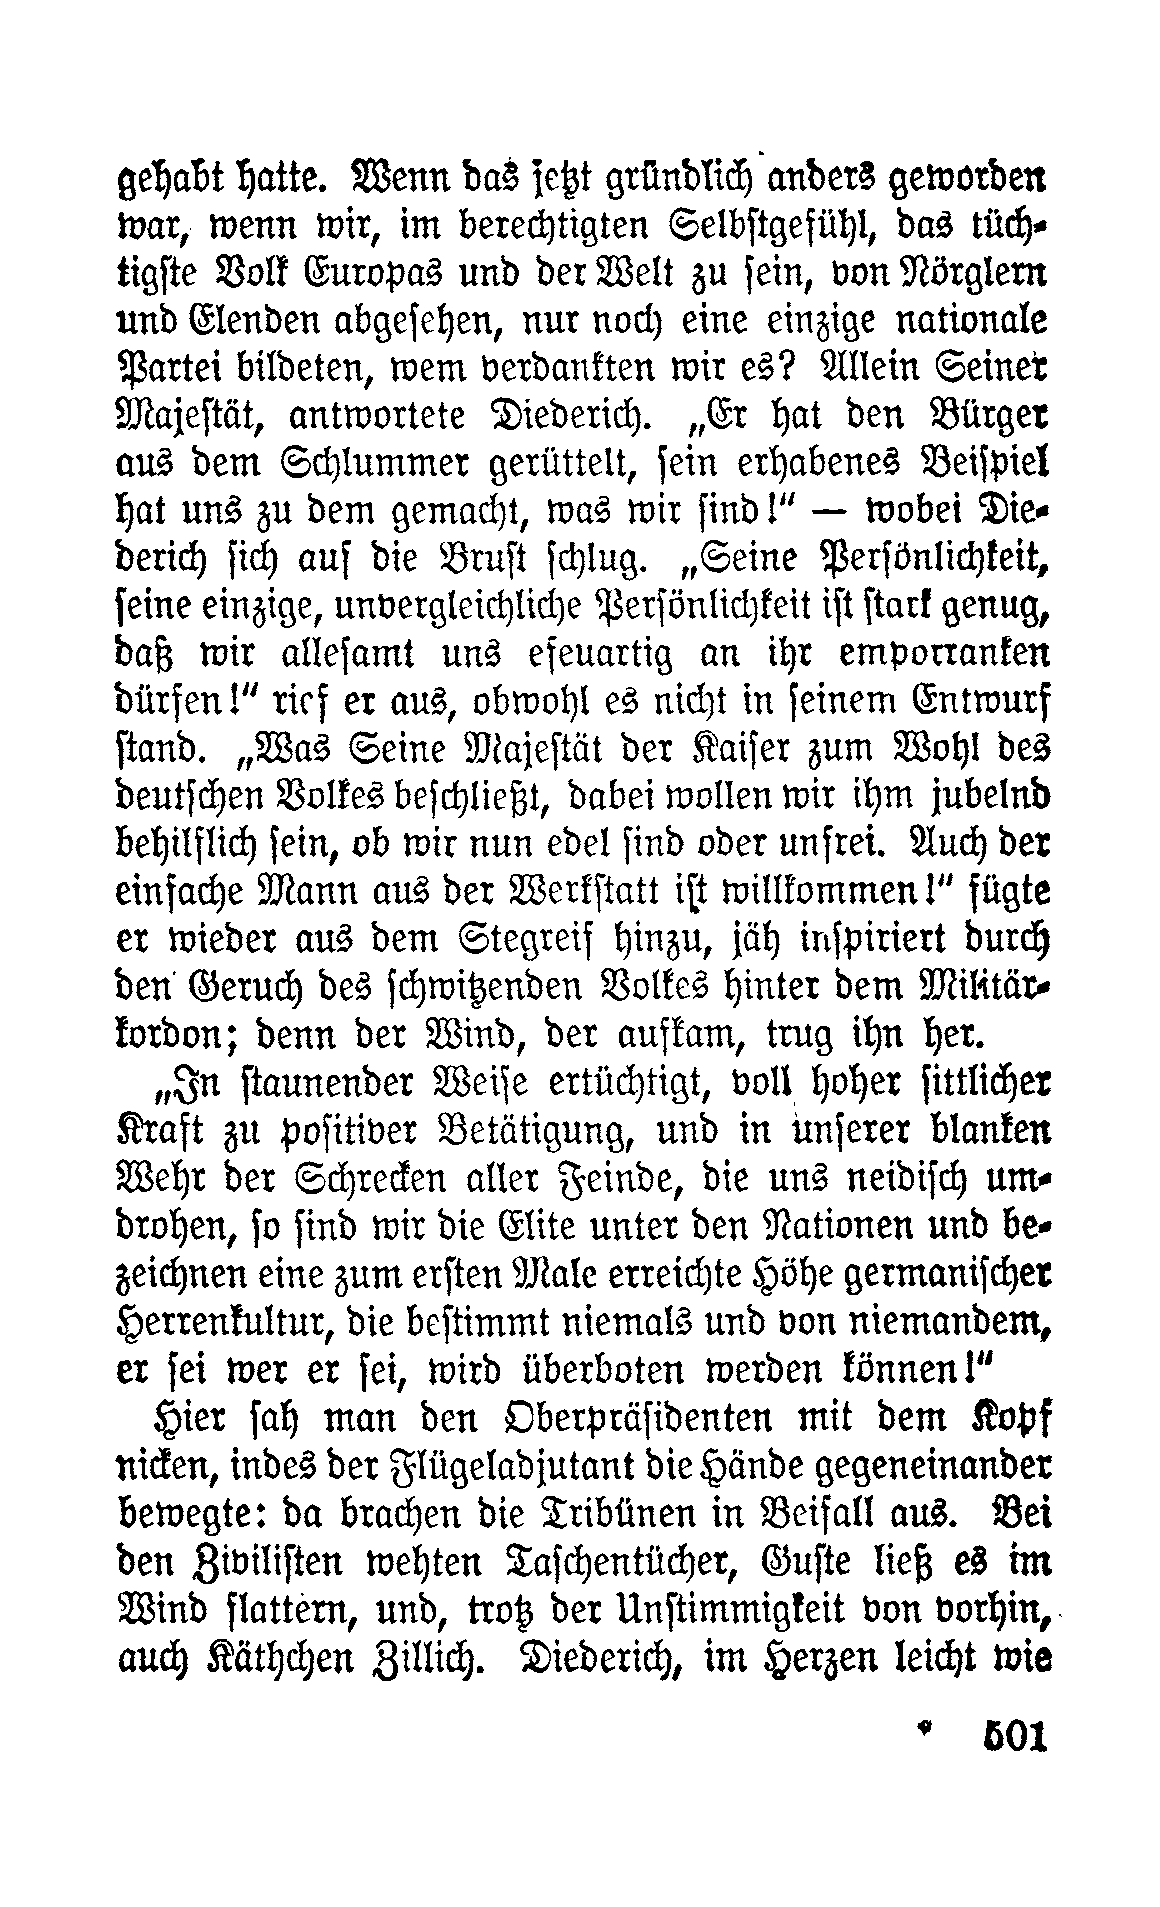 gehabt hatte. Wenn das jetzt gründlich anders geworden
war, wenn wir, im berechtigten Selbstgefühl, das tüch-
tigste Volk Europas und der Welt zu sein, von Nörglern
und Elenden abgesehen, nur noch eine einzige nationale
Partei bildeten, wem verdankten wir es? Allein Seiner
Majestät, antwortete Diederich. „Er hat den Bürger
aus dem Schlummer gerüttelt, sein erhabenes Beispiel
hat uns zu dem gemacht, was wir sind!“ — wobei Die-
derich sich auf die Brust schlug. „Seine Persönlichkeit,
seine einzige, unvergleichliche Persönlichkeit ist stark genug,
daß wir allesamt uns efeuartig an ihr emporranken
dürfen!“ rief er aus, obwohl es nicht in seinem Entwurf
stand. „Was Seine Majestät der Kaiser zum Wohl des
deutschen Volkes beschließt, dabei wollen wir ihm jubelnd
behilflich sein, ob wir nun edel sind oder unfrei. Auch der
einfache Mann aus der Werkstatt ist willkommen!“ fügte
er wieder aus dem Stegreif hinzu, jäh inspiriert durch
den Geruch des schwitzenden Volkes hinter dem Militär-
kordon; denn der Wind, der aufkam, trug ihn her.
„In staunender Weise ertüchtigt, voll hoher sittlicher
Kraft zu positiver Betätigung, und in unserer blanken
Wehr der Schrecken aller Feinde, die uns neidisch um-
drohen, so sind wir die Elite unter den Nationen und be-
zeichnen eine zum ersten Male erreichte Höhe germanischer
Herrenkultur, die bestimmt niemals und von niemandem,
er sei wer er sei, wird überboten werden können!“
Hier sah man den Oberpräsidenten mit dem Kopf
nicken, indes der Flügeladjutant die Hände gegeneinander
bewegte: da brachen die Tribünen in Beifall aus. Bei
den Zivilisten wehten Taschentücher, Guste ließ es im
Wind flattern, und, trotz der Unstimmigkeit von vorhin,
auch Käthchen Zillich. Diederich, im Herzen leicht wie
* 501